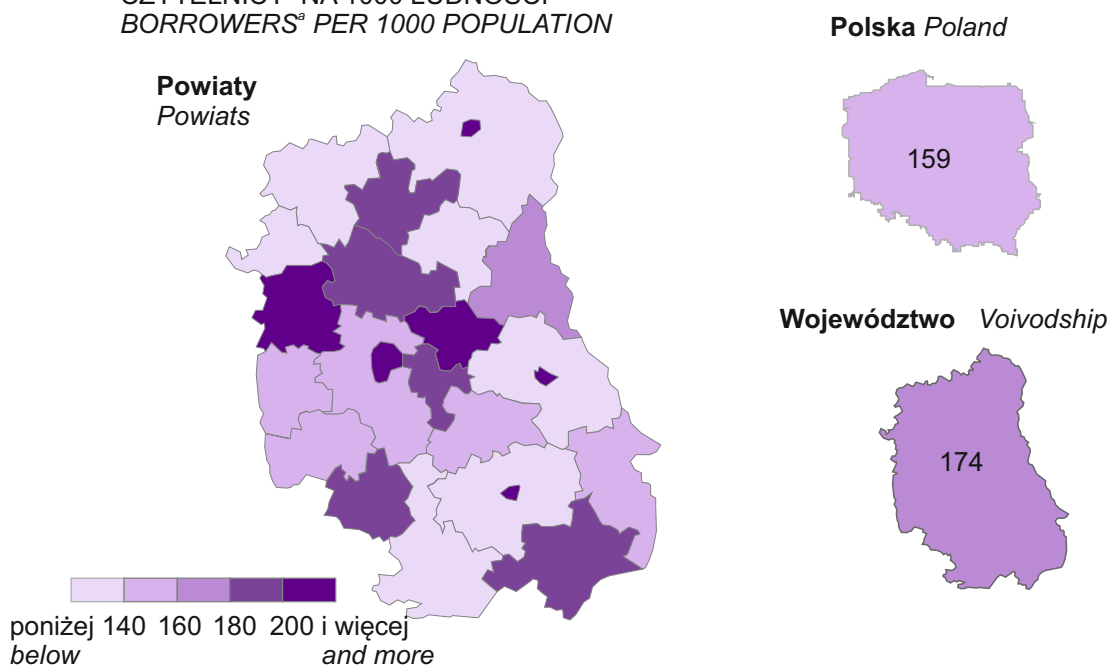 BORROWERSᵃ PER 1000 POPULATION
Polska Poland
Powiaty
Powiats
159
Województwo Voivodship
174
poniżej 140 160 180 200 i więcej
below and more